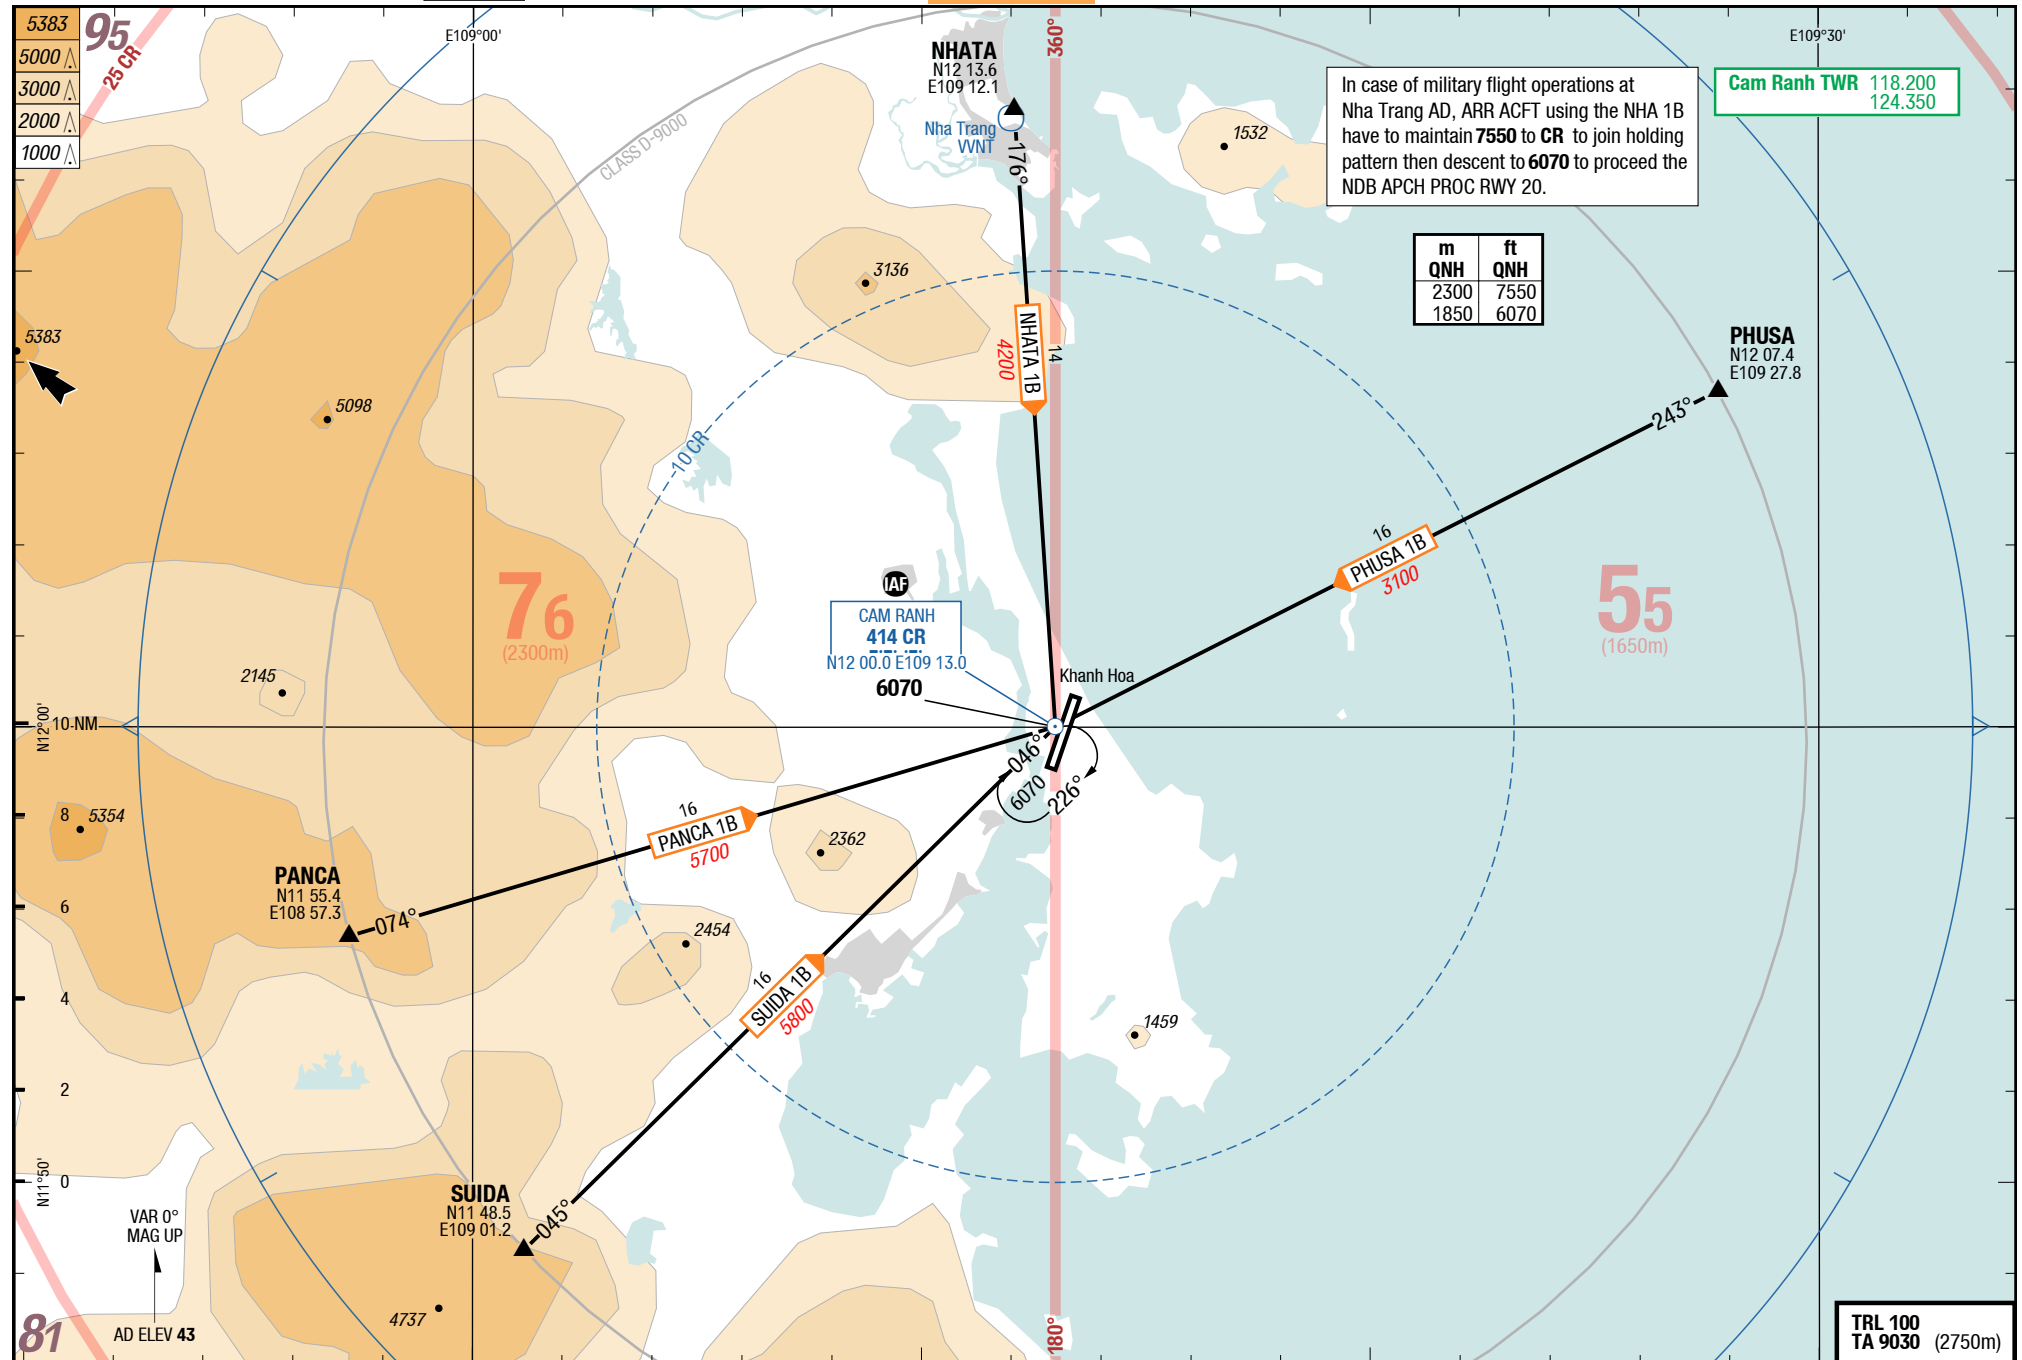 5383
5000
3000
2000
1000
95
25 CR
E109°00'
NHATA
N12 13.6
E109 12.1
360°
E109°30'
In case of military flight operations at
Nha Trang AD, ARR ACFT using the NHA 1B
have to maintain 7550 to CR to join holding
pattern then descent to 6070 to proceed the
NDB APCH PROC RWY 20.
Cam Ranh TWR 118.200
124.350
CLASS D-9000
Nha Trang
VVNT
176°
1532
m ft
QNH QNH
2300 7550
1850 6070
3136
5383
NHATA 1B
4200
14
PHUSA
N12 07.4
E109 27.8
243°
5098
10 CR
16
PHUSA 1B
3100
76
(2300m)
55
(1650m)
IAF
CAM RANH
414 CR
N12 00.0 E109 13.0
6070
Khanh Hoa
2145
N12°00'
10 NM
046°
6070
226°
5354
8
16
PANCA 1B
5700
2362
PANCA
N11 55.4
E108 57.3
074°
6
2454
4
16
SUIDA 1B
5800
1459
2
N11°50'
0
SUIDA
N11 48.5
E109 01.2
045°
VAR 0°
MAG UP
4737
AD ELEV 43
81
180°
TRL 100
TA 9030 (2750m)